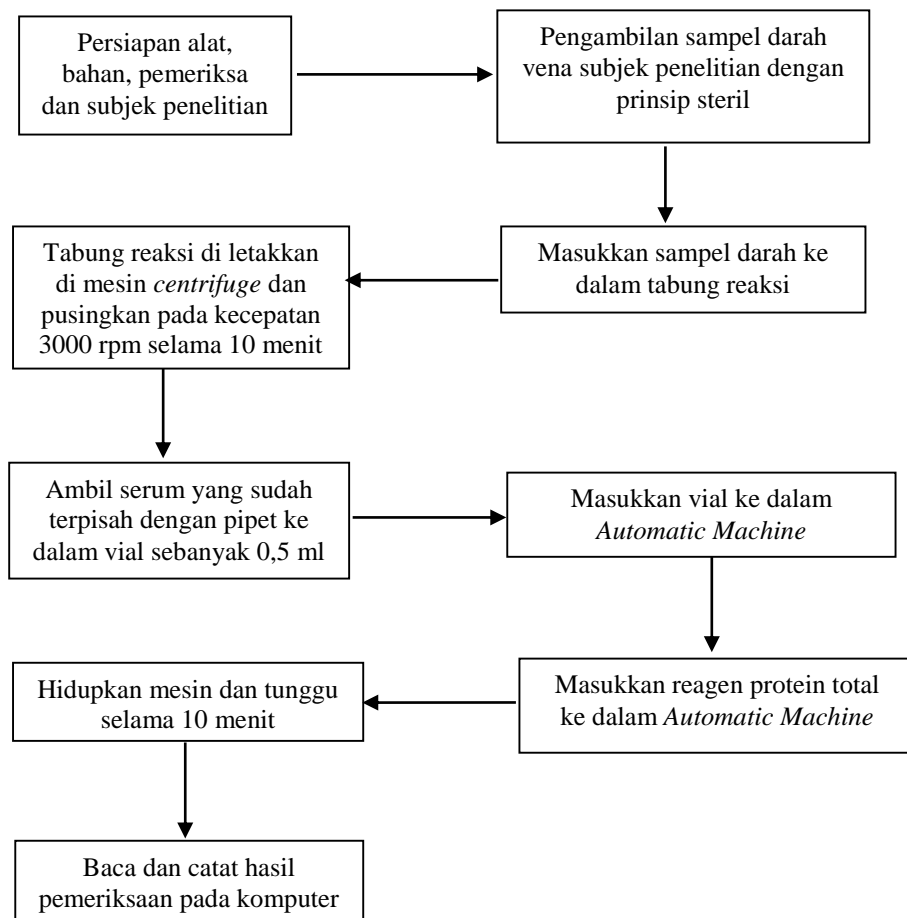 Persiapan alat,
bahan, pemeriksa
dan subjek penelitian
Pengambilan sampel darah
vena subjek penelitian dengan
prinsip steril
Masukkan sampel darah ke
dalam tabung reaksi
Tabung reaksi di letakkan
di mesin centrifuge dan
pusingkan pada kecepatan
3000 rpm selama 10 menit
Ambil serum yang sudah
terpisah dengan pipet ke
dalam vial sebanyak 0,5 ml
Masukkan vial ke dalam
Automatic Machine
Masukkan reagen protein total
ke dalam Automatic Machine
Hidupkan mesin dan tunggu
selama 10 menit
Baca dan catat hasil
pemeriksaan pada komputer